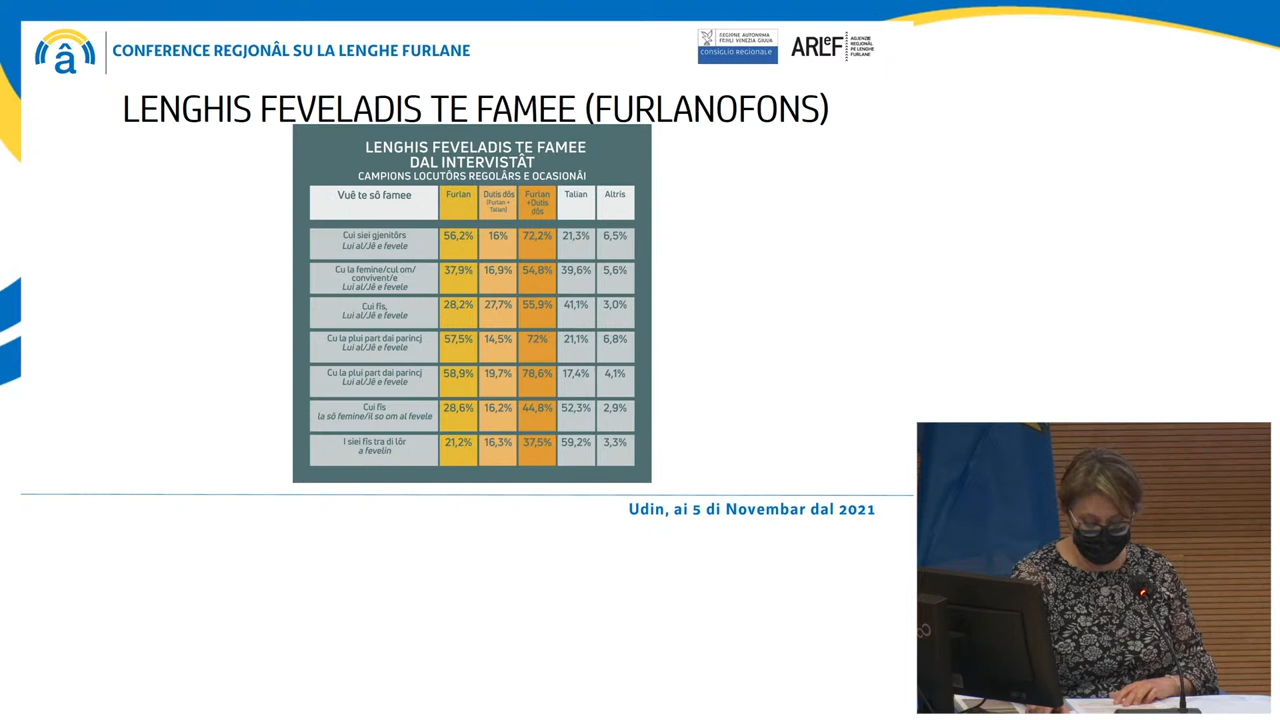 CONFERENCE REGJONÂL SU LA LENGHE FURLANE
REGIONE AUTONOMA
FRIULI VENEZIA GIULIA
CONSIGLIO REGIONALE
ARLeF
AGJENZIE
REGJONÂL
PE LENGHE
FURLANE
â
LENGHIS FEVELADIS TE FAMEE (FURLANOFONS)
LENGHIS FEVELADIS TE FAMEE
DAL INTERVISTÂT
CAMPIONS LOCUTÔRS REGOLÂRS E OCASIONÂI
Vuê te sô famee
Furlan
Dutis dôs
(Furlan +
Talian)
Furlan
+Dutis
dôs
Talian
Altris
Cui siei gjenitôrs
Lui al/Jê e fevele
56,2% 16% 72,2% 21,3% 6,5%
Cu la femine/cul om/
convivent/e
Lui al/Jê e fevele
37,9% 16,9% 54,8% 39,6% 5,6%
Cui fîs,
Lui al/Jê e fevele
28,2% 27,7% 55,9% 41,1% 3,0%
Cu la plui part dai parincj
Lui al/Jê e fevele
57,5% 14,5% 72% 21,1% 6,8%
Cu la plui part dai parincj
Lui al/Jê e fevele
58,9% 19,7% 78,6% 17,4% 4,1%
Cui fîs
la sô femine/il so om al fevele
28,6% 16,2% 44,8% 52,3% 2,9%
I siei fîs tra di lôr
a fevelin
21,2% 16,3% 37,5% 59,2% 3,3%
Udin, ai 5 di Novembar dal 2021